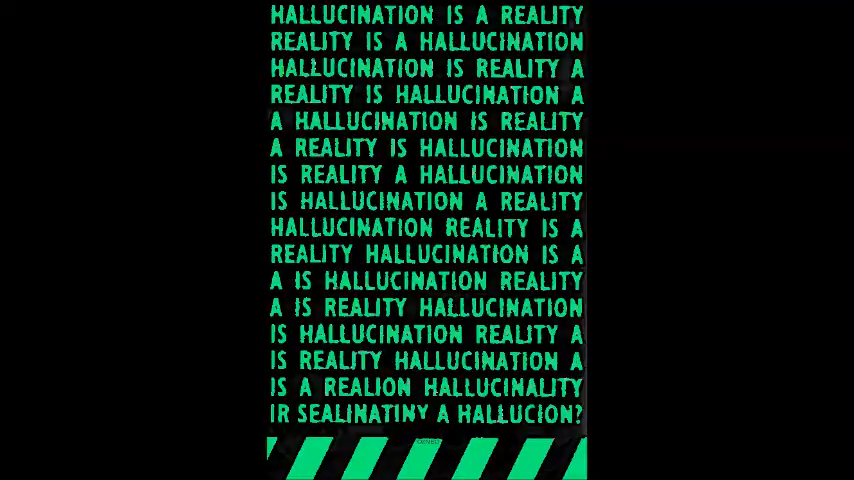 HALLUCINATION IS A REALITY
REALITY IS A HALLUCINATION
HALLUCINATION IS REALITY A
REALITY IS HALLUCINATION A
A HALLUCINATION IS REALITY
A REALITY IS HALLUCINATION
IS REALITY A HALLUCINATION
IS HALLUCINATION A REALITY
HALLUCINATION REALITY IS A
REALITY HALLUCINATION IS A
A IS HALLUCINATION REALITY
A IS REALITY HALLUCINATION
IS HALLUCINATION REALITY A
IS REALITY HALLUCINATION A
IS A REALION HALLUCINALITY
IR SEALINATINY A HALLUCION?